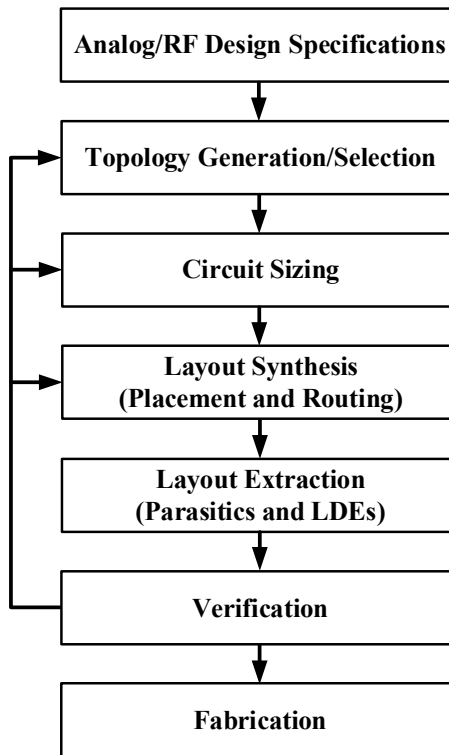 Analog/RF Design Specifications
Topology Generation/Selection
Circuit Sizing
Layout Synthesis
(Placement and Routing)
Layout Extraction
(Parasitics and LDEs)
Verification
Fabrication